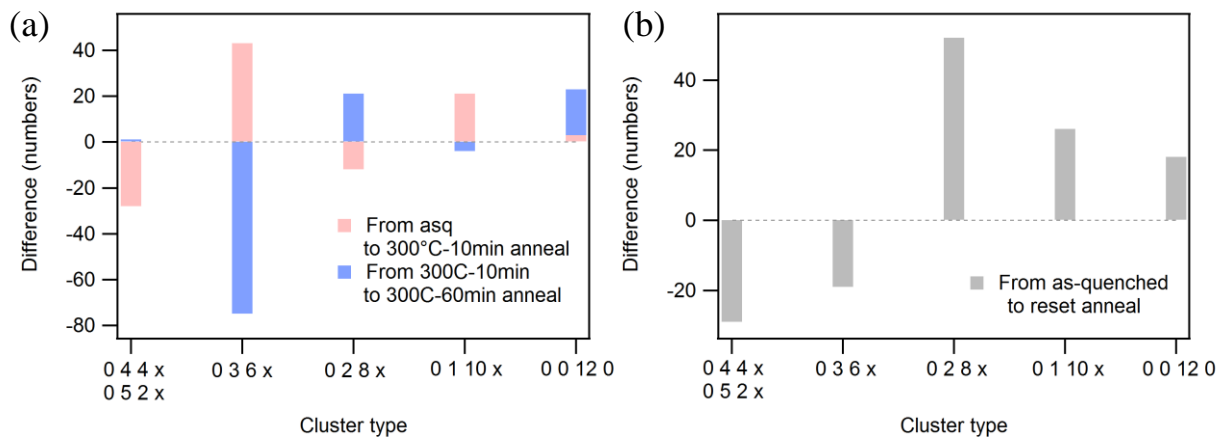 (a)
Difference (numbers)
40
20
0
-20
-40
-60
-80
From asq
to 300°C-10min anneal
From 300C-10min
to 300C-60min anneal
0 4 4 x
0 5 2 x
0 3 6 x
0 2 8 x
0 1 10 x
0 0 12 0
Cluster type
(b)
Difference (numbers)
40
20
0
-20
From as-quenched
to reset anneal
0 4 4 x
0 5 2 x
0 3 6 x
0 2 8 x
0 1 10 x
0 0 12 0
Cluster type